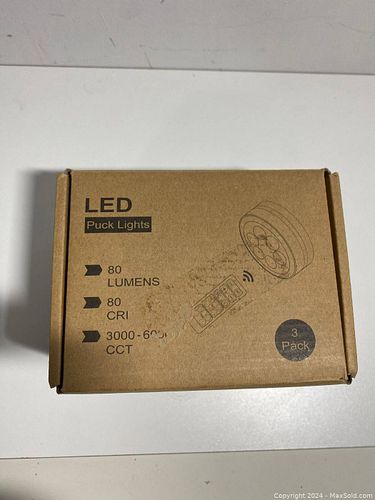 LED
Puck Lights
80
LUMENS
80
CRI
CCT
3
Pack
Copyright 2024 - MaxSold.com